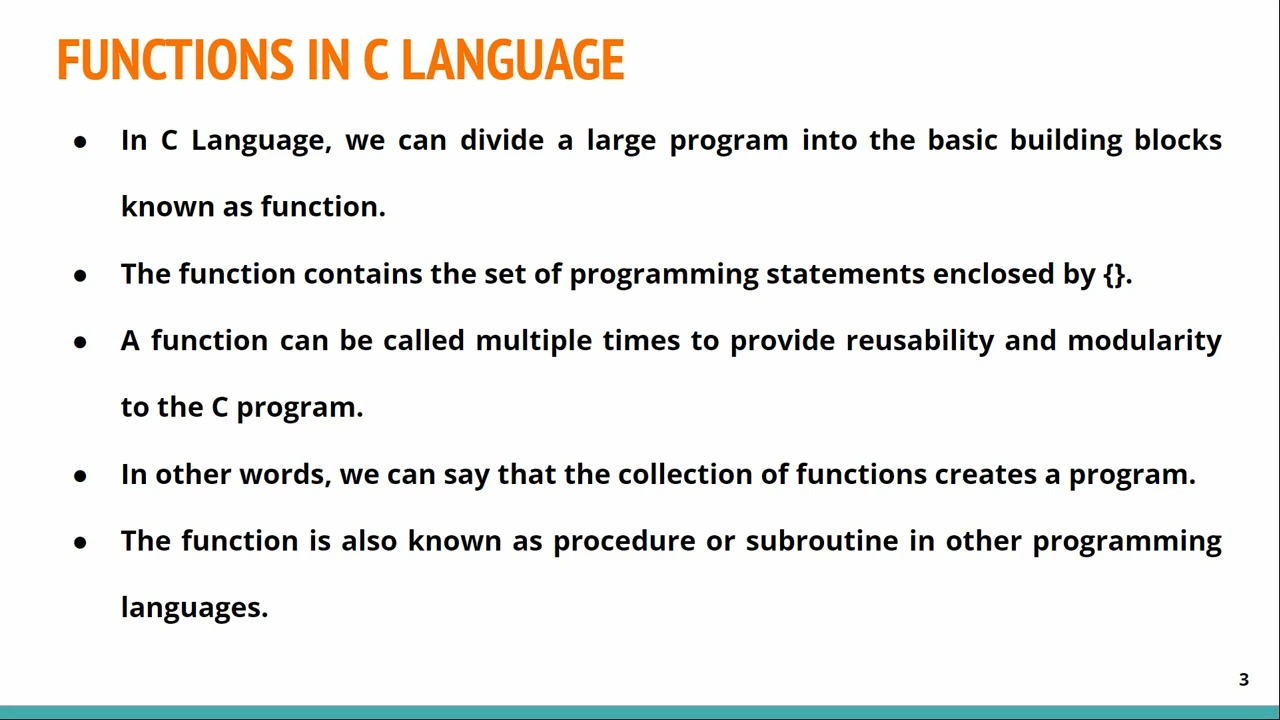 FUNCTIONS IN C LANGUAGE
● In C Language, we can divide a large program into the basic building blocks
known as function.
● The function contains the set of programming statements enclosed by {}.
● A function can be called multiple times to provide reusability and modularity
to the C program.
● In other words, we can say that the collection of functions creates a program.
● The function is also known as procedure or subroutine in other programming
languages.
3